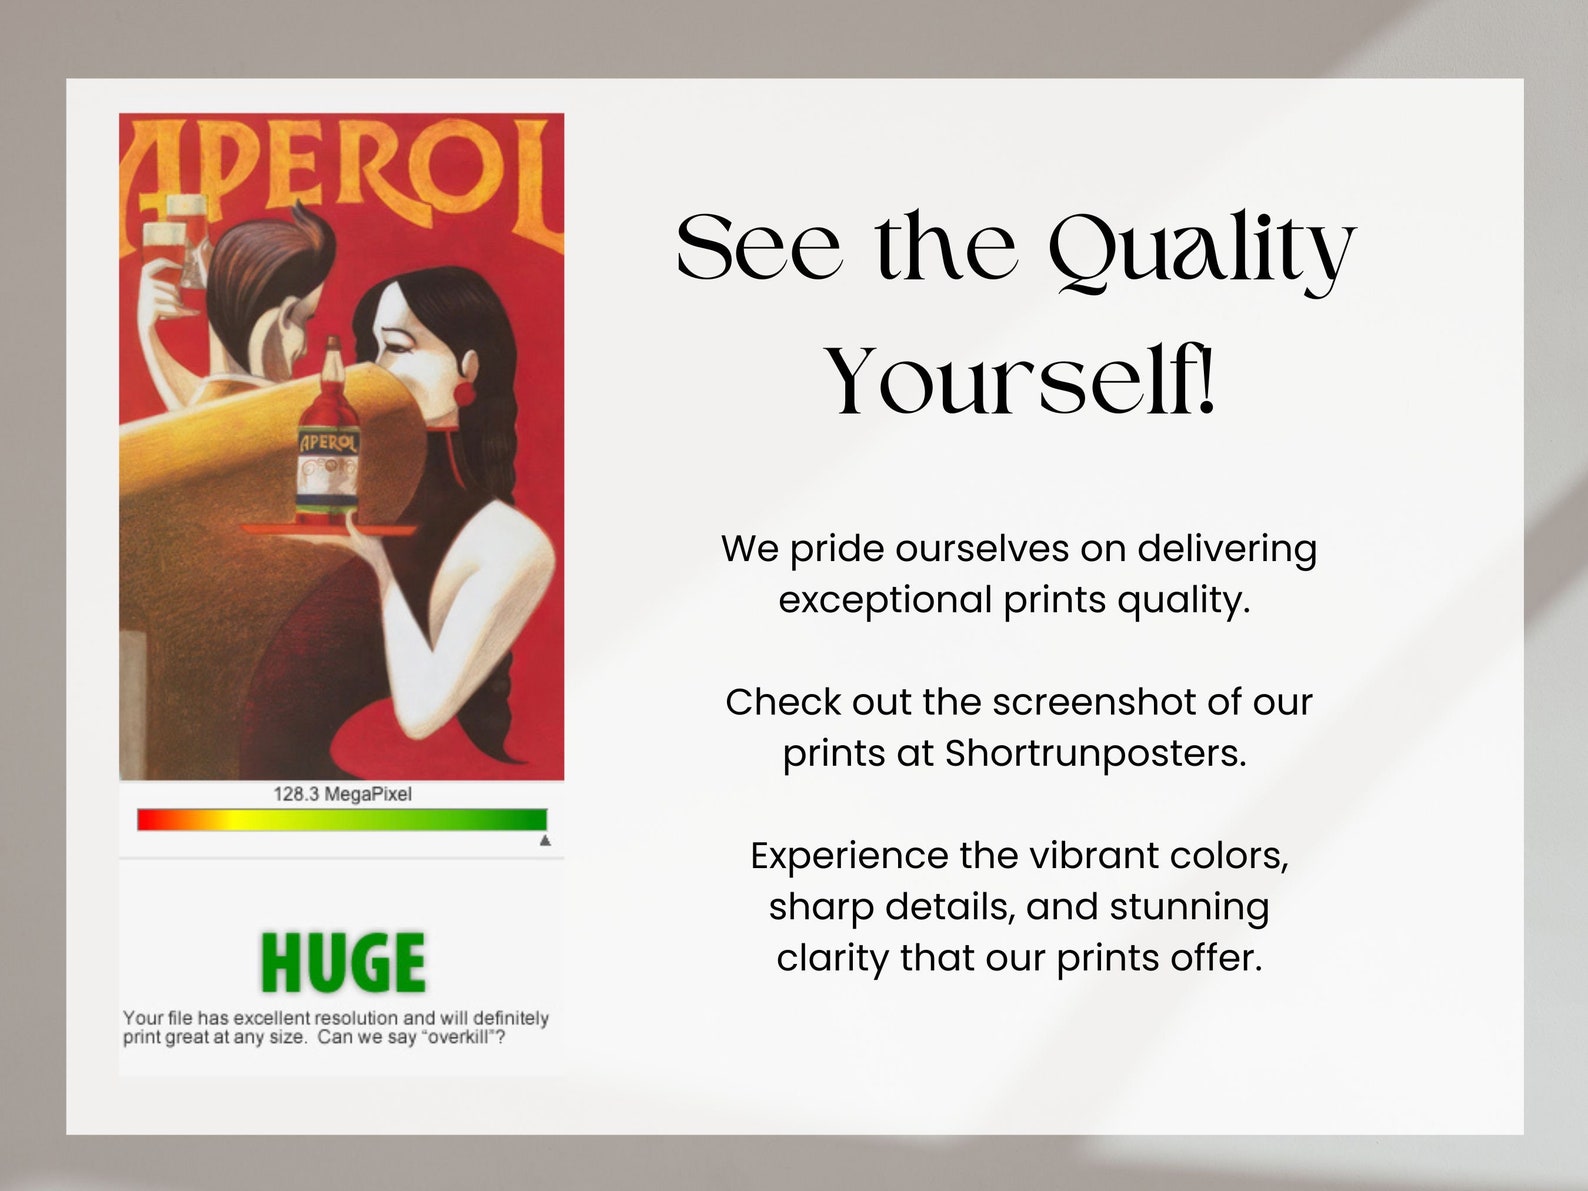 APEROL
APEROL
128.3 MegaPixel
HUGE
Your file has excellent resolution and will definitely
print great at any size. Can we say “overkill”?
See the Quality
Yourself!
We pride ourselves on delivering
exceptional prints quality.
Check out the screenshot of our
prints at Shortrunposters.
Experience the vibrant colors,
sharp details, and stunning
clarity that our prints offer.